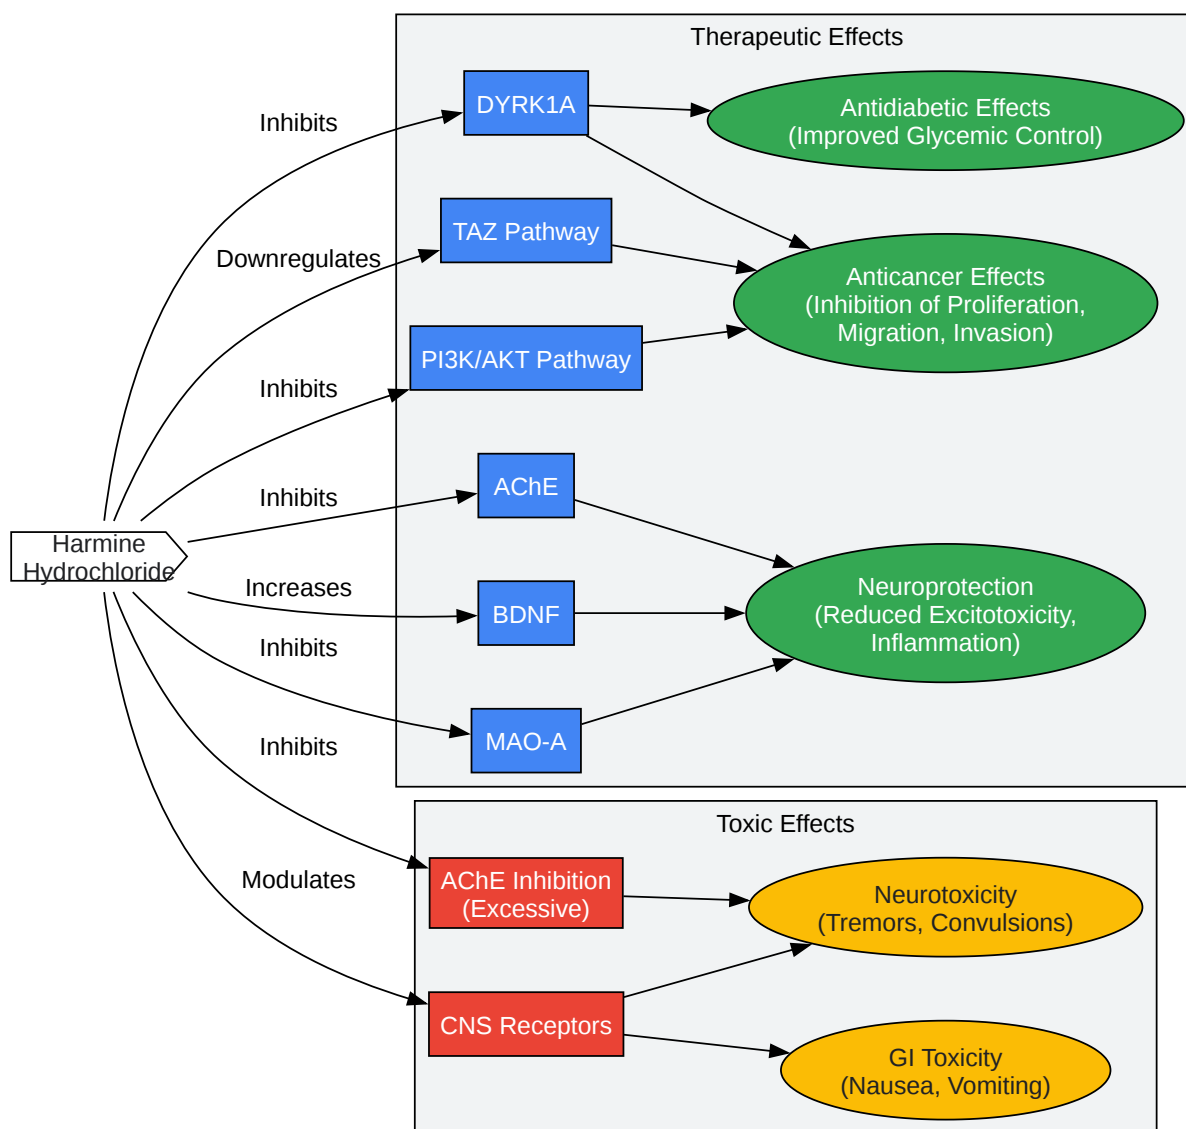 Therapeutic Effects
DYRK1A
Antidiabetic Effects
(Improved Glycemic Control)
Inhibits
TAZ Pathway
Downregulates
Anticancer Effects
(Inhibition of Proliferation,
Migration, Invasion)
PI3K/AKT Pathway
Inhibits
AChE
Inhibits
Harmine
Hydrochloride
Increases
BDNF
Neuroprotection
(Reduced Excitotoxicity,
Inflammation)
Inhibits
MAO-A
Inhibits
Toxic Effects
Modulates
AChE Inhibition
(Excessive)
Neurotoxicity
(Tremors, Convulsions)
CNS Receptors
GI Toxicity
(Nausea, Vomiting)